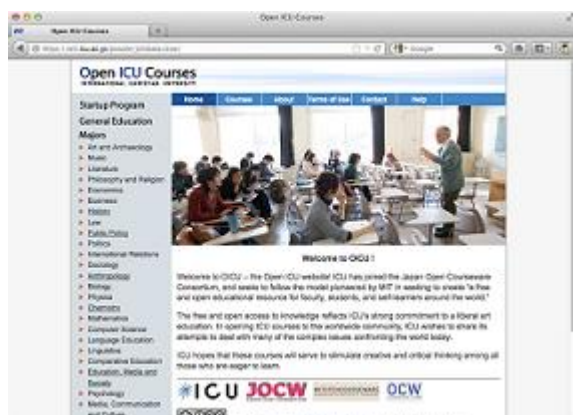 Open ICU Courses
Open ICU Courses
Google
Open ICU Courses
INTERNATIONAL CHRISTIAN UNIVERSITY
Home Courses About Terms of Use Contact Help
Startup Program
General Education
Majors
Art and Archaeology
Music
Literature
Philosophy and Religion
Economics
Business
History
Law
Public Policy
Politics
International Relations
Sociology
Anthropology
Biology
Physics
Chemistry
Mathematics
Computer Science
Language Education
Linguistics
Comparative Education
Education, Media and
Society
Psychology
Media, Communication
and Culture
Welcome to OICU !
Welcome to OICU – the Open ICU website! ICU has joined the Japan Open Courseware
Consortium, and seeks to follow the model pioneered by MIT in seeking to create "a free
and open educational resource for faculty, students, and self-learners around the world."
The free and open access to knowledge reflects ICU's strong commitment to a liberal art
education. In opening ICU courses to the worldwide community, ICU wishes to share its
attempts to deal with many of the complex issues confronting the world today.
ICU hopes that these courses will serve to stimulate creative and critical thinking among all
those who are eager to learn.
ICU JOCW OCW